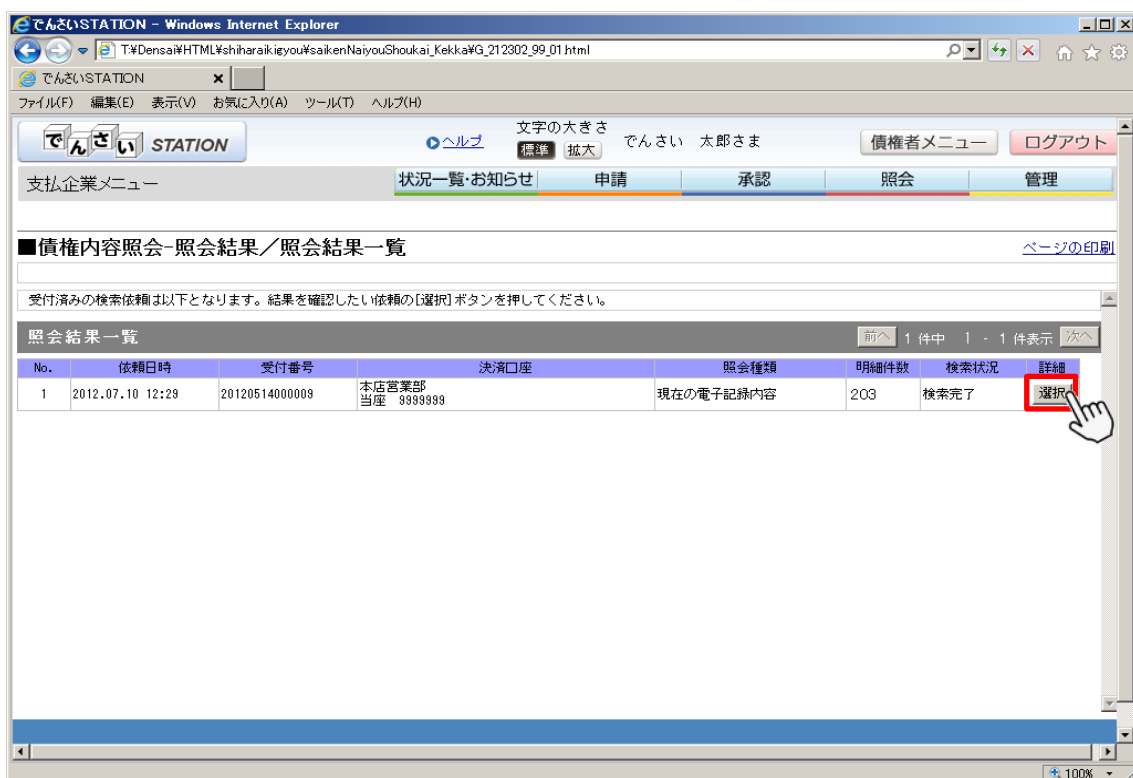 でんさいSTATION - Windows Internet Explorer
T:¥Densai¥HTML¥shiharaikigyou¥saikenNaiyouShoukai_Kekka¥G_212302_99_01.html
でんさいSTATION
ファイル(F) 編集(E) 表示(V) お気に入り(A) ツール(T) ヘルプ(H)
でんさい STATION
ヘルプ
文字の大きさ
標準 拡大
でんさい 太郎さま
債権者メニュー
ログアウト
支払企業メニュー
状況一覧・お知らせ 申請 承認 照会 管理
■債権内容照会-照会結果／照会結果一覧
ページの印刷
受付済みの検索依頼は以下となります。結果を確認したい依頼の[選択]ボタンを押してください。
照会結果一覧
前へ 1 件中 1 - 1 件表示 次へ
No. 依頼日時 受付番号 決済口座 照会種類 明細件数 検索状況 詳細
1 2012.07.10 12:29 20120514000009 本店営業部 現在の電子記録内容 203 検索完了 選択
当座 9999999
100%